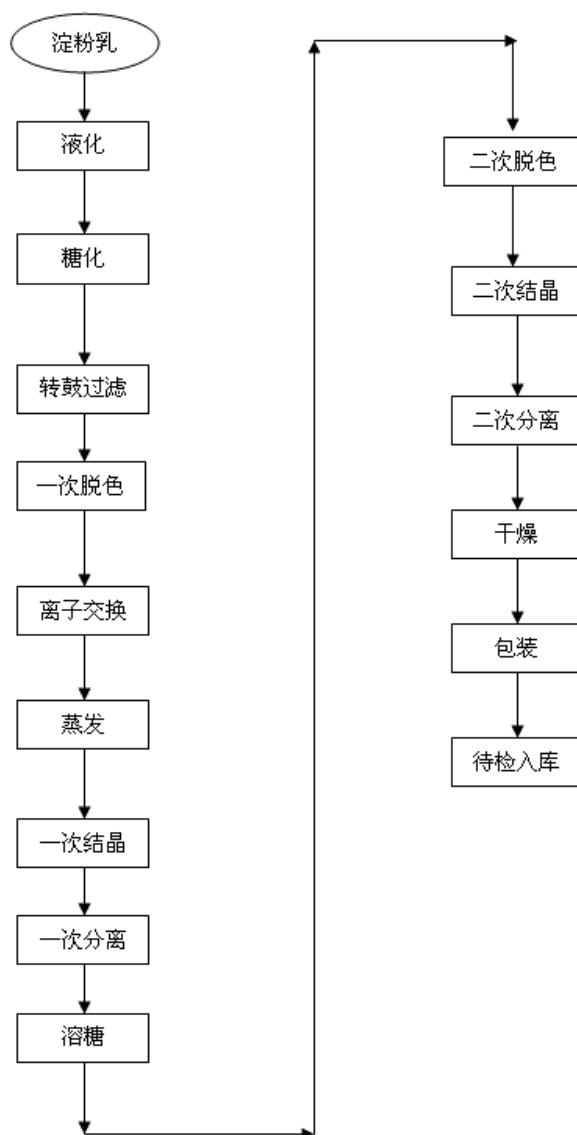 淀粉乳
液化
糖化
转鼓过滤
一次脱色
离子交换
蒸发
一次结晶
一次分离
溶糖
二次脱色
二次结晶
二次分离
干燥
包装
待检入库